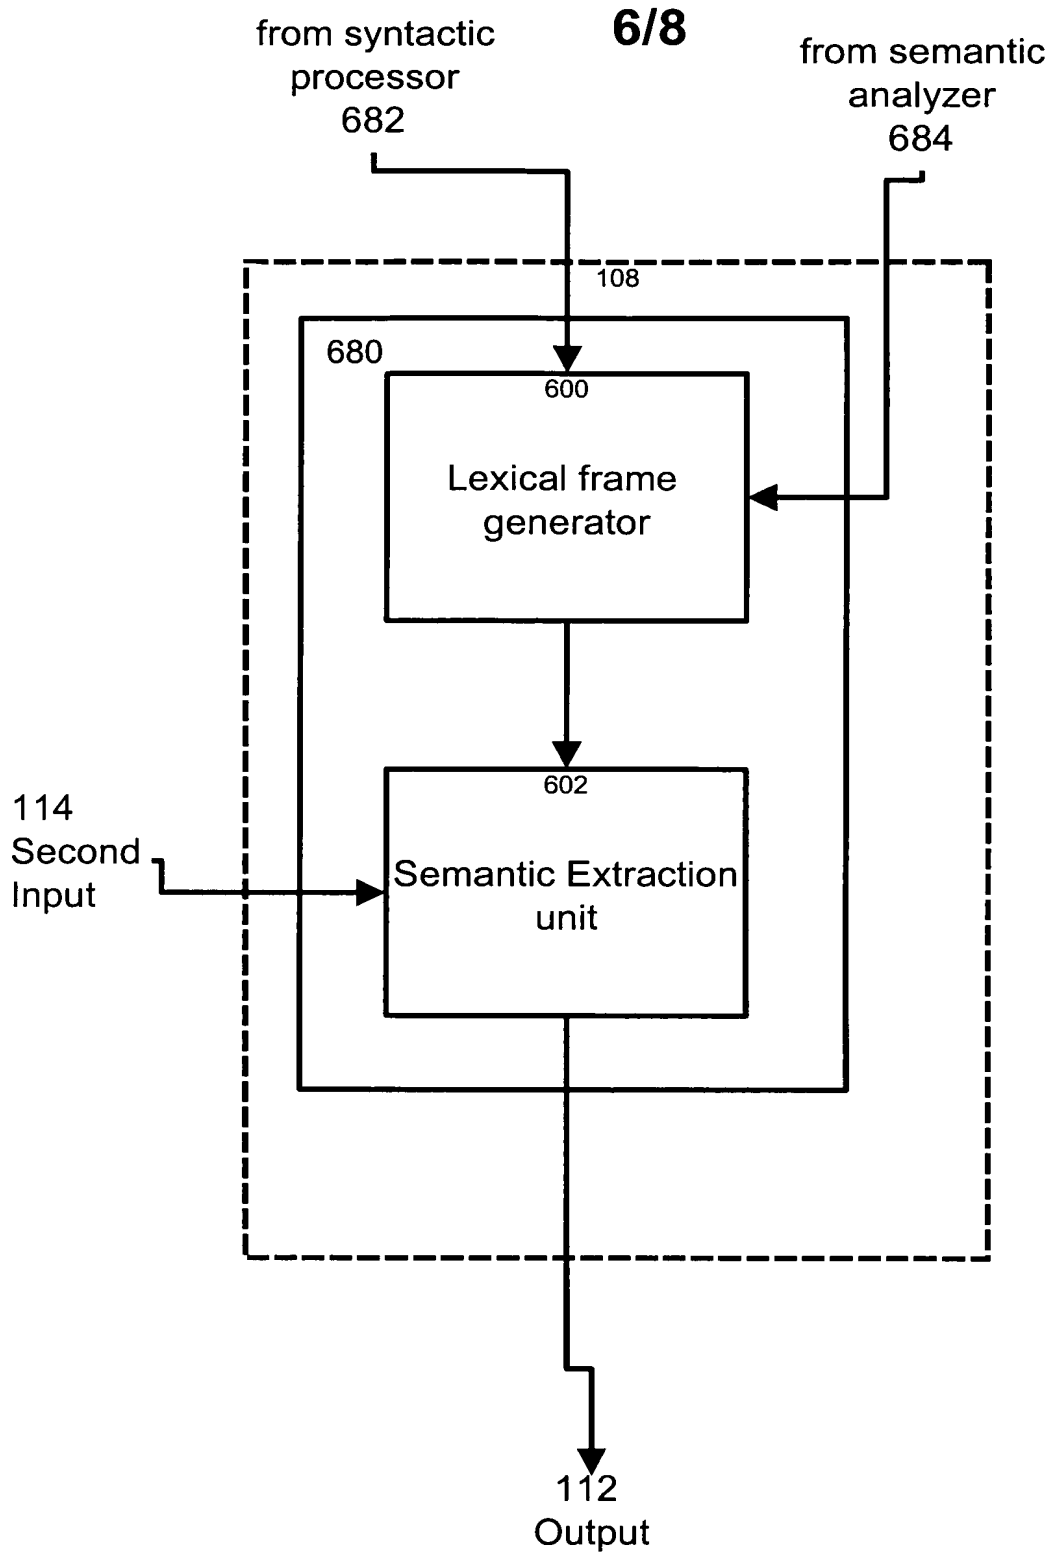 6/8
from syntactic
processor
682
from semantic
analyzer
684
108
680
600
Lexical frame
generator
602
114
Second
Input
Semantic Extraction
unit
112
Output